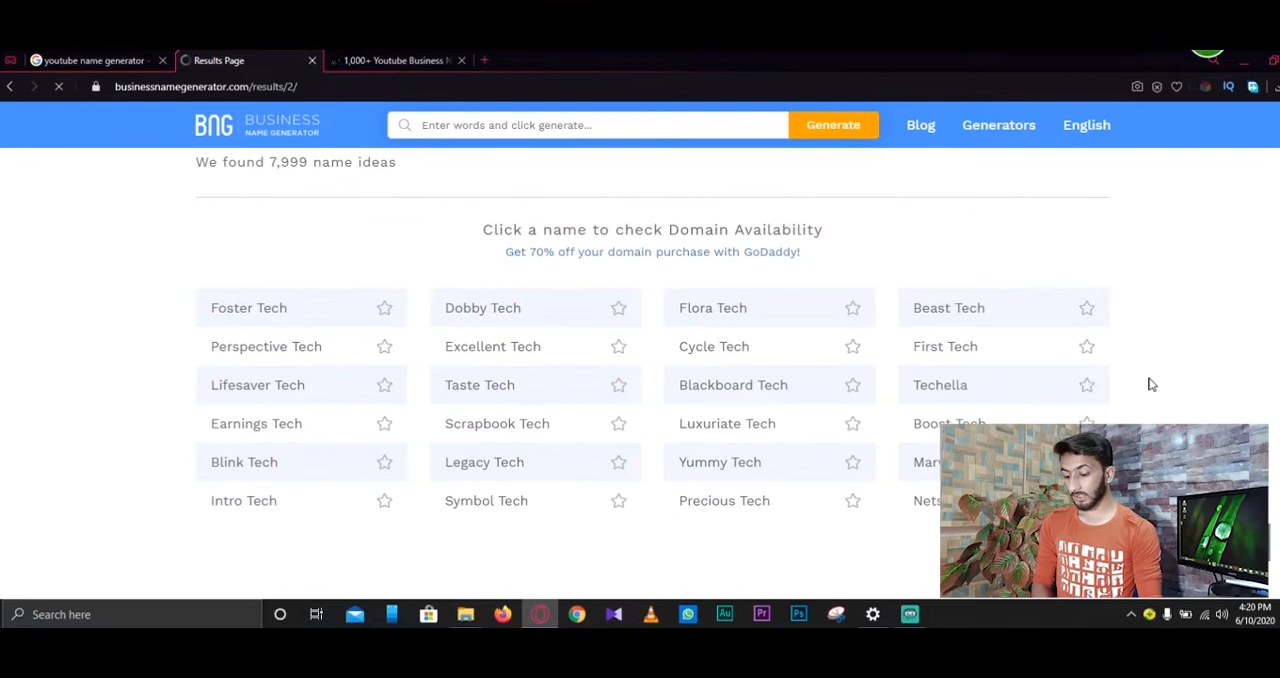 youtube name generator -
Results Page
1,000+ Youtube Business N
businessnamegenerator.com/results/2/
IQ
BNG BUSINESS
NAME GENERATOR
Enter words and click generate...
Generate
Blog
Generators
English
We found 7,999 name ideas
Click a name to check Domain Availability
Get 70% off your domain purchase with GoDaddy!
Foster Tech
Dobby Tech
Flora Tech
Beast Tech
Perspective Tech
Excellent Tech
Cycle Tech
First Tech
Lifesaver Tech
Taste Tech
Blackboard Tech
Techella
Earnings Tech
Scrapbook Tech
Luxuriate Tech
Boost Tech
Blink Tech
Legacy Tech
Yummy Tech
Intro Tech
Symbol Tech
Precious Tech
Search here
Au
Pr
Ps
4:20 PM
6/10/2020